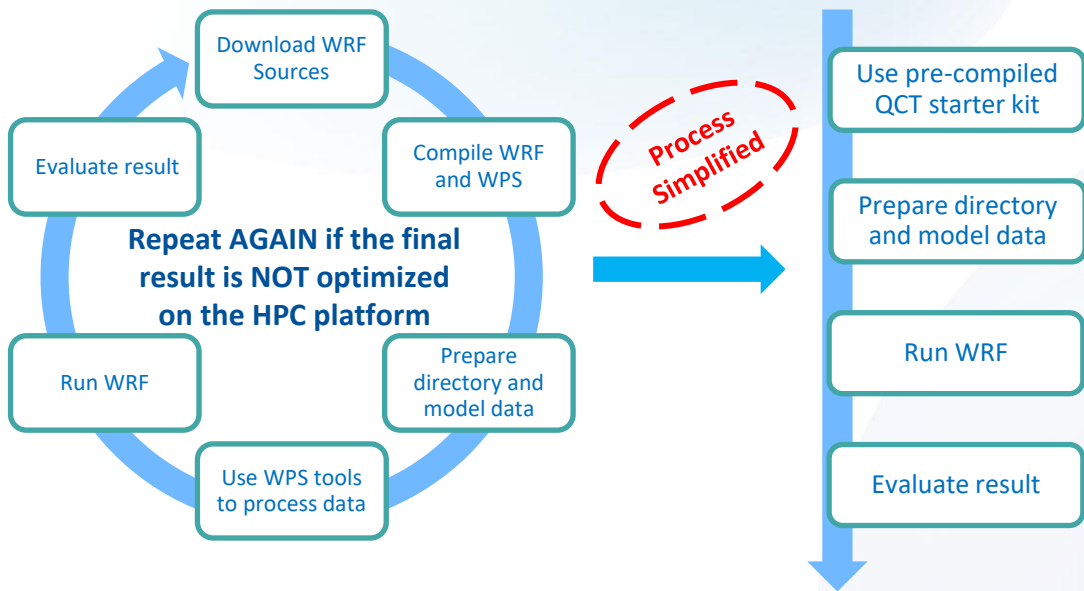 Download WRF
Sources
Compile WRF
and WPS
Prepare
directory and
model data
Use WPS tools
to process data
Run WRF
Evaluate result
Repeat AGAIN if the final
result is NOT optimized
on the HPC platform
Process
Simplified
Use pre-compiled
QCT starter kit
Prepare directory
and model data
Run WRF
Evaluate result